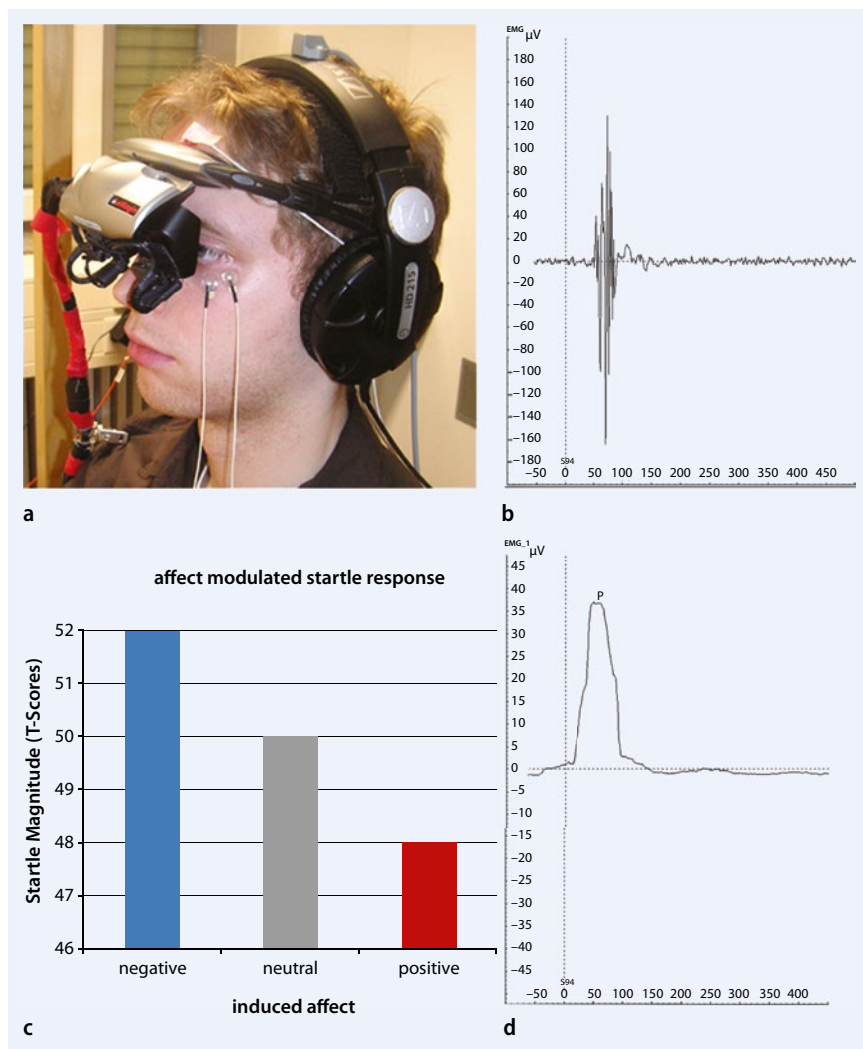 HD 215
a
EMG μV
180
160
140
120
100
80
60
40
20
0
−20
−40
−60
−80
−100
−120
−140
−160
−180
S94
−50 0 50 100 150 200 250 300 350 400 450
b
affect modulated startle response
Startle Magnitude (T-Scores)
52
51
50
49
48
47
46
negative neutral positive
induced affect
c
EMG_1 μV
45
40
35
30
25
20
15
10
5
0
−5
−10
−15
−20
−25
−30
−35
−40
−45
P
S94
−50 0 50 100 150 200 250 300 350 400
d